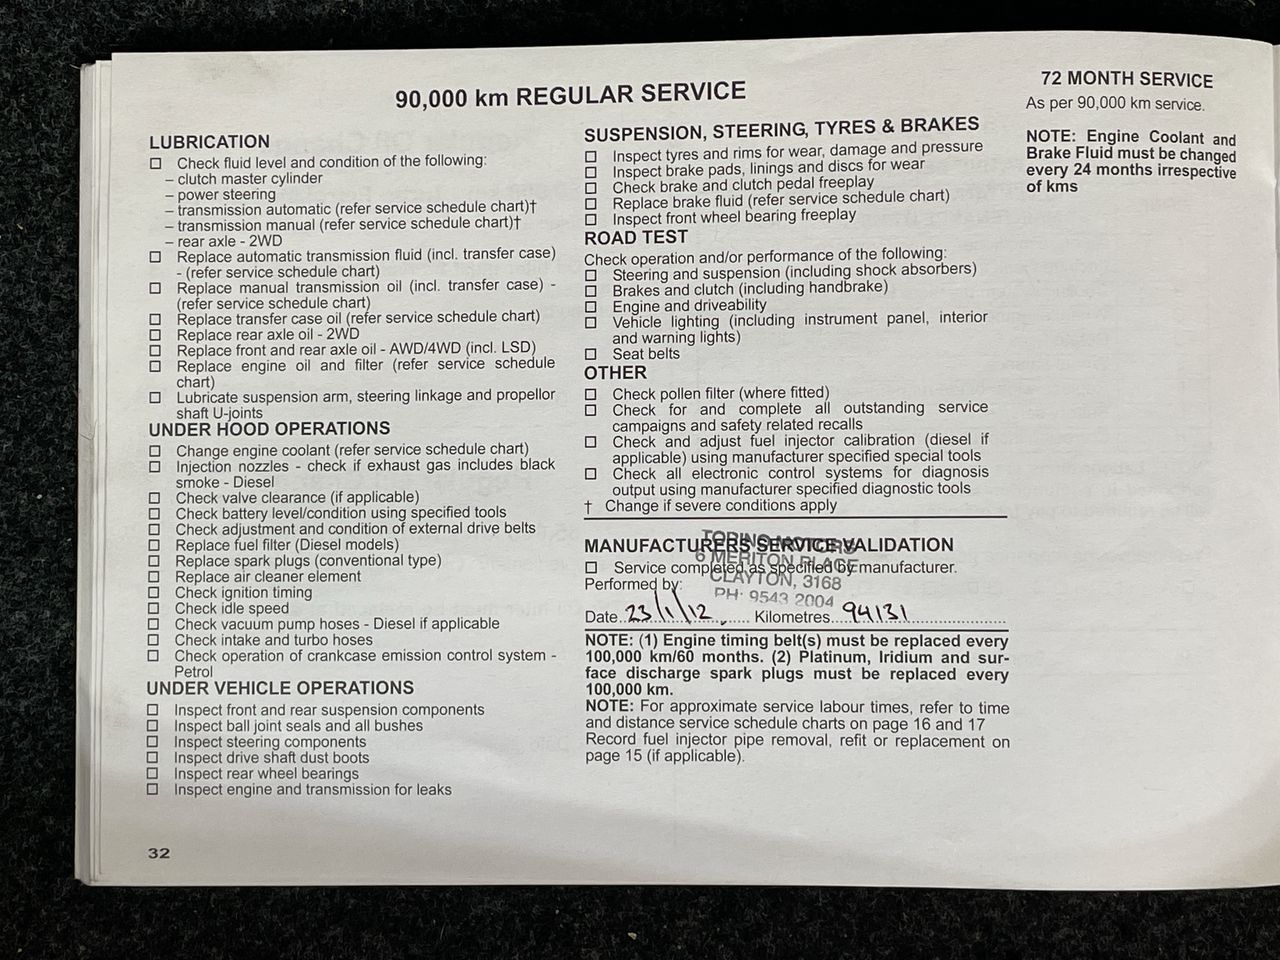 90,000 km REGULAR SERVICE
LUBRICATION
☐ Check fluid level and condition of the following:
– clutch master cylinder
– power steering
– transmission automatic (refer service schedule chart)†
– transmission manual (refer service schedule chart)†
– rear axle - 2WD
☐ Replace automatic transmission fluid (incl. transfer case)
- (refer service schedule chart)
☐ Replace manual transmission oil (incl. transfer case) -
(refer service schedule chart)
☐ Replace transfer case oil (refer service schedule chart)
☐ Replace rear axle oil - 2WD
☐ Replace front and rear axle oil - AWD/4WD (incl. LSD)
☐ Replace engine oil and filter (refer service schedule
chart)
☐ Lubricate suspension arm, steering linkage and propellor
shaft U-joints
UNDER HOOD OPERATIONS
☐ Change engine coolant (refer service schedule chart)
☐ Injection nozzles - check if exhaust gas includes black
smoke - Diesel
☐ Check valve clearance (if applicable)
☐ Check battery level/condition using specified tools
☐ Check adjustment and condition of external drive belts
☐ Replace fuel filter (Diesel models)
☐ Replace spark plugs (conventional type)
☐ Replace air cleaner element
☐ Check ignition timing
☐ Check idle speed
☐ Check vacuum pump hoses - Diesel if applicable
☐ Check intake and turbo hoses
☐ Check operation of crankcase emission control system -
Petrol
UNDER VEHICLE OPERATIONS
☐ Inspect front and rear suspension components
☐ Inspect ball joint seals and all bushes
☐ Inspect steering components
☐ Inspect drive shaft dust boots
☐ Inspect rear wheel bearings
☐ Inspect engine and transmission for leaks
32
SUSPENSION, STEERING, TYRES & BRAKES
☐ Inspect tyres and rims for wear, damage and pressure
☐ Inspect brake pads, linings and discs for wear
☐ Check brake and clutch pedal freeplay
☐ Replace brake fluid (refer service schedule chart)
☐ Inspect front wheel bearing freeplay
ROAD TEST
Check operation and/or performance of the following:
☐ Steering and suspension (including shock absorbers)
☐ Brakes and clutch (including handbrake)
☐ Engine and driveability
☐ Vehicle lighting (including instrument panel, interior
and warning lights)
☐ Seat belts
OTHER
☐ Check pollen filter (where fitted)
☐ Check for and complete all outstanding service
campaigns and safety related recalls
☐ Check and adjust fuel injector calibration (diesel if
applicable) using manufacturer specified special tools
☐ Check all electronic control systems for diagnosis
output using manufacturer specified diagnostic tools
† Change if severe conditions apply
MANUFACTURERS SERVICE VALIDATION
☐ Service completed as specified by manufacturer.
Performed by:
TORINO MOTORS
6 MERITON PLACE
CLAYTON, 3168
PH: 9543 2004
Date..23/1/12....... Kilometres...94131......................
NOTE: (1) Engine timing belt(s) must be replaced every
100,000 km/60 months. (2) Platinum, Iridium and sur-
face discharge spark plugs must be replaced every
100,000 km.
NOTE: For approximate service labour times, refer to time
and distance service schedule charts on page 16 and 17
Record fuel injector pipe removal, refit or replacement on
page 15 (if applicable).
72 MONTH SERVICE
As per 90,000 km service.
NOTE: Engine Coolant and
Brake Fluid must be changed
every 24 months irrespective
of kms